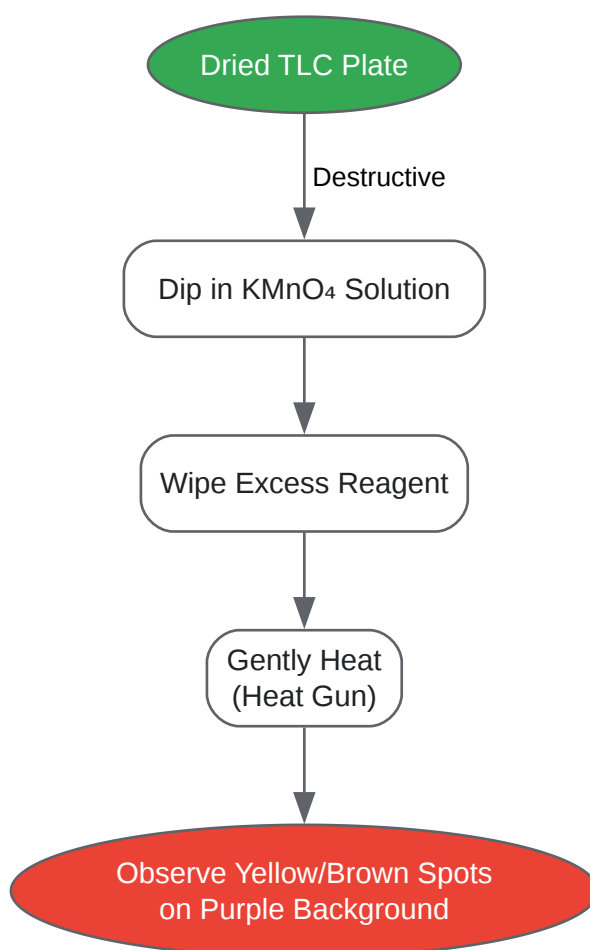 Dried TLC Plate
Destructive
Dip in KMnO₄ Solution
Wipe Excess Reagent
Gently Heat
(Heat Gun)
Observe Yellow/Brown Spots
on Purple Background